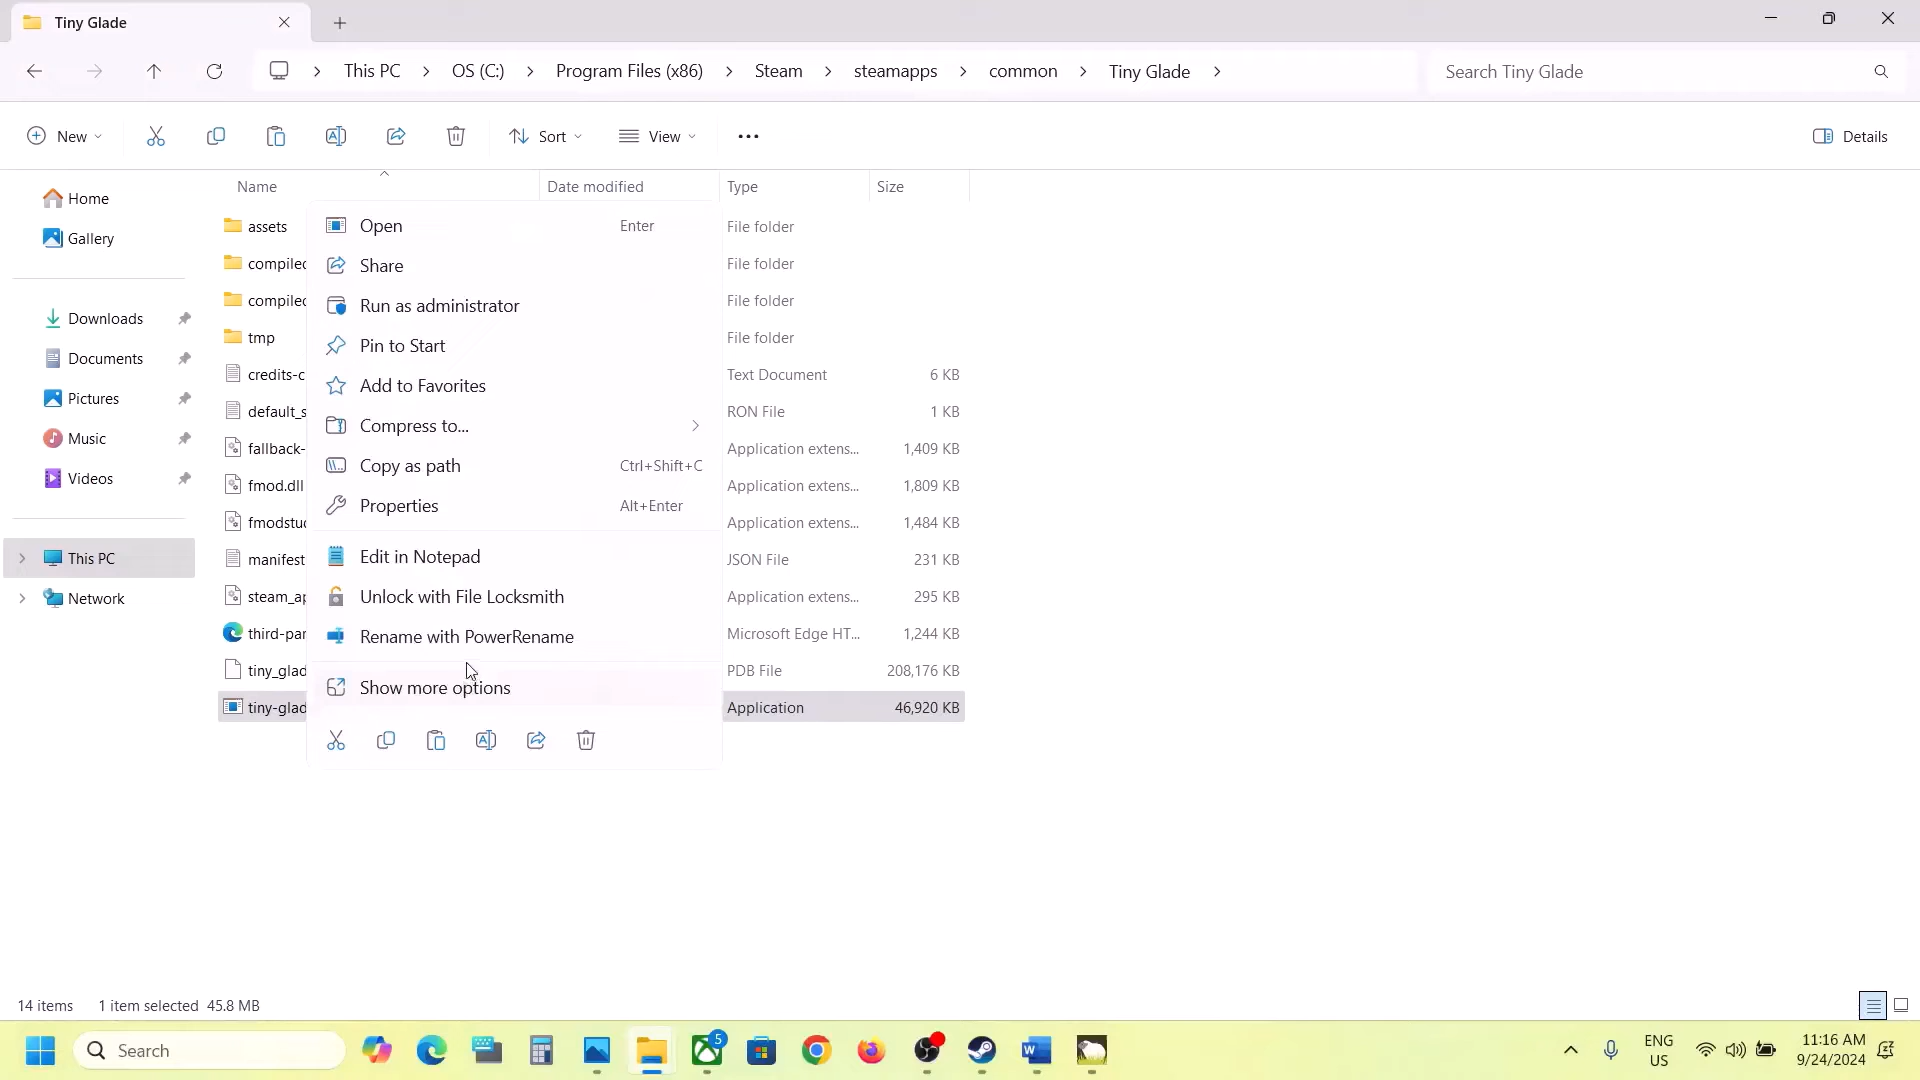 Tiny Glade
This PC > OS (C:) > Program Files (x86) > Steam > steamapps > common > Tiny Glade >
Search Tiny Glade
New
Sort
View
Details
Name
Date modified
Type
Size
Home
Gallery
Downloads
Documents
Pictures
Music
Videos
This PC
Network
assets File folder
compiled File folder
compiled File folder
tmp File folder
credits-c Text Document 6 KB
default_s RON File 1 KB
fallback- Application extens... 1,409 KB
fmod.dll Application extens... 1,809 KB
fmodstud Application extens... 1,484 KB
manifest JSON File 231 KB
steam_ap Application extens... 295 KB
third-par Microsoft Edge HT... 1,244 KB
tiny_glad PDB File 208,176 KB
tiny-glad Application 46,920 KB
Open Enter
Share
Run as administrator
Pin to Start
Add to Favorites
Compress to...
Copy as path Ctrl+Shift+C
Properties Alt+Enter
Edit in Notepad
Unlock with File Locksmith
Rename with PowerRename
Show more options
14 items 1 item selected 45.8 MB
Search
5
ENG
US
11:16 AM
9/24/2024